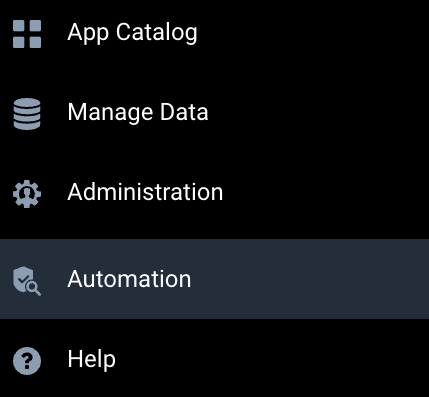 App Catalog
Manage Data
Administration
Automation
Help